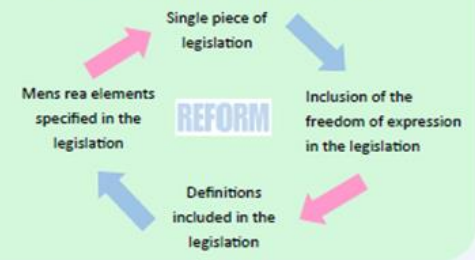 Single piece of
legislation
Mens rea elements
specified in the
legislation
REFORM
Inclusion of the
freedom of expression
in the legislation
Definitions
included in the
legislation